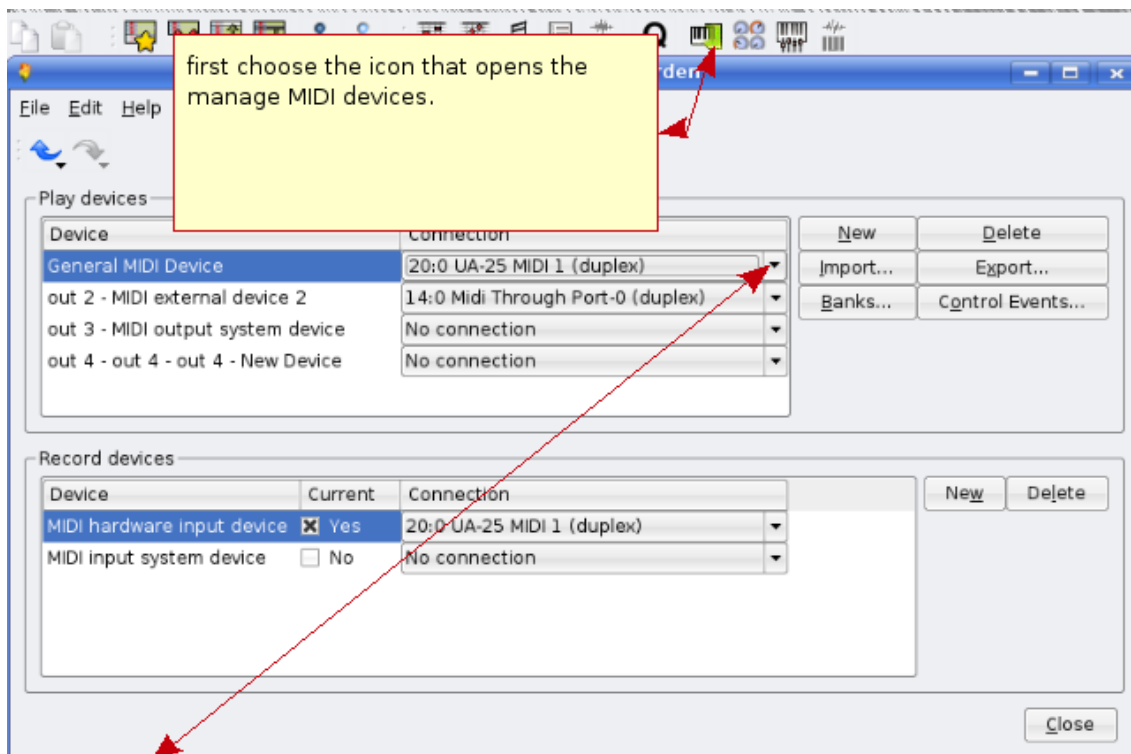 first choose the icon that opens the
manage MIDI devices.
File Edit Help
Play devices
Device Connection
General MIDI Device 20:0 UA-25 MIDI 1 (duplex)
out 2 - MIDI external device 2 14:0 Midi Through Port-0 (duplex)
out 3 - MIDI output system device No connection
out 4 - out 4 - out 4 - New Device No connection
New Delete
Import... Export...
Banks... Control Events...
Record devices
Device Current Connection
MIDI hardware input device Yes 20:0 UA-25 MIDI 1 (duplex)
MIDI input system device No No connection
New Delete
Close